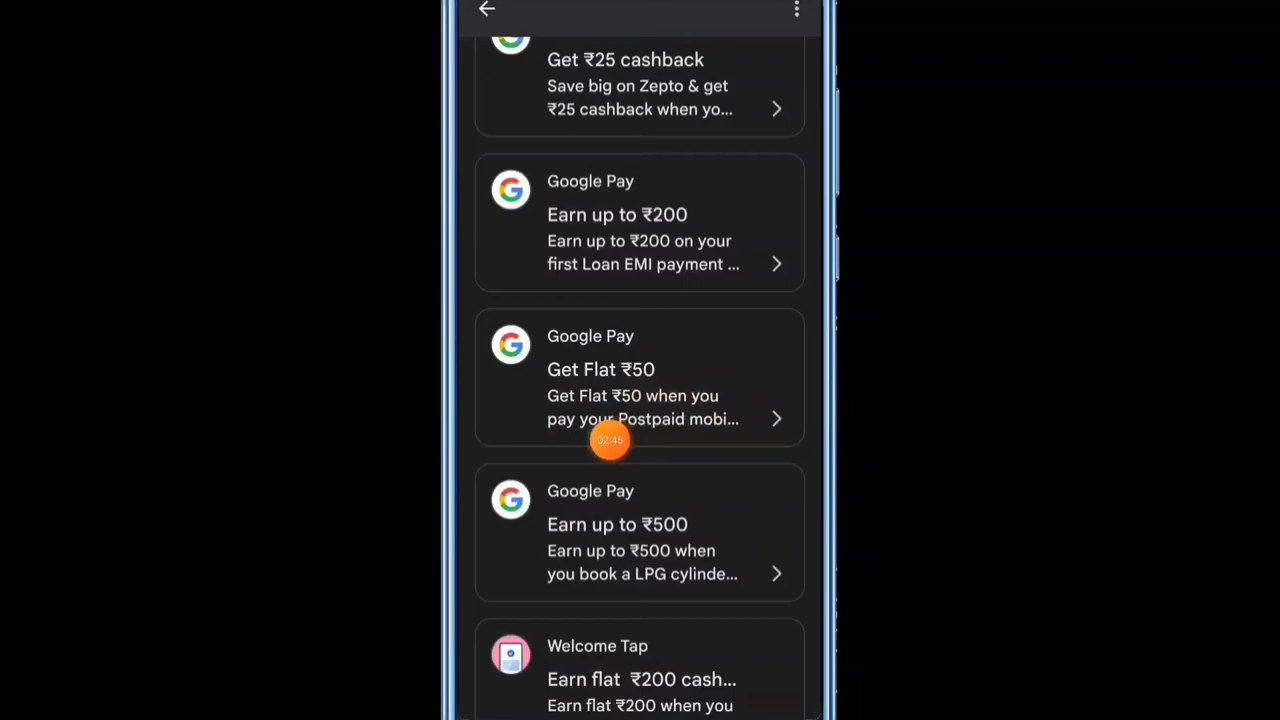 Get ₹25 cashback
Save big on Zepto & get
₹25 cashback when yo...
Google Pay
Earn up to ₹200
Earn up to ₹200 on your
first Loan EMI payment ...
Google Pay
Get Flat ₹50
Get Flat ₹50 when you
pay your Postpaid mobi...
02:45
Google Pay
Earn up to ₹500
Earn up to ₹500 when
you book a LPG cylinde...
Welcome Tap
Earn flat ₹200 cash...
Earn flat ₹200 when you